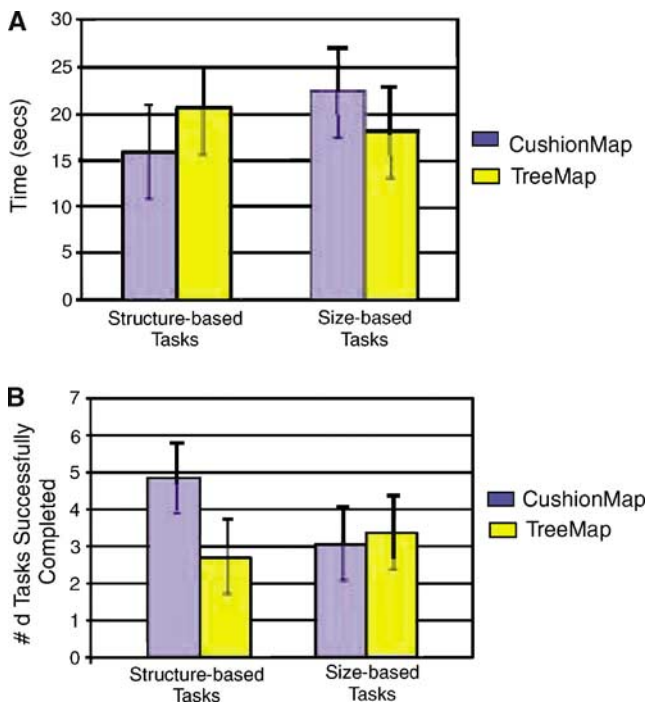 A
30
25
20
15
10
5
0
Time (secs)
Structure-based
Tasks
Size-based
Tasks
CushionMap
TreeMap
B
7
6
5
4
3
2
1
0
# d Tasks Successfully
Completed
Structure-based
Tasks
Size-based
Tasks
CushionMap
TreeMap